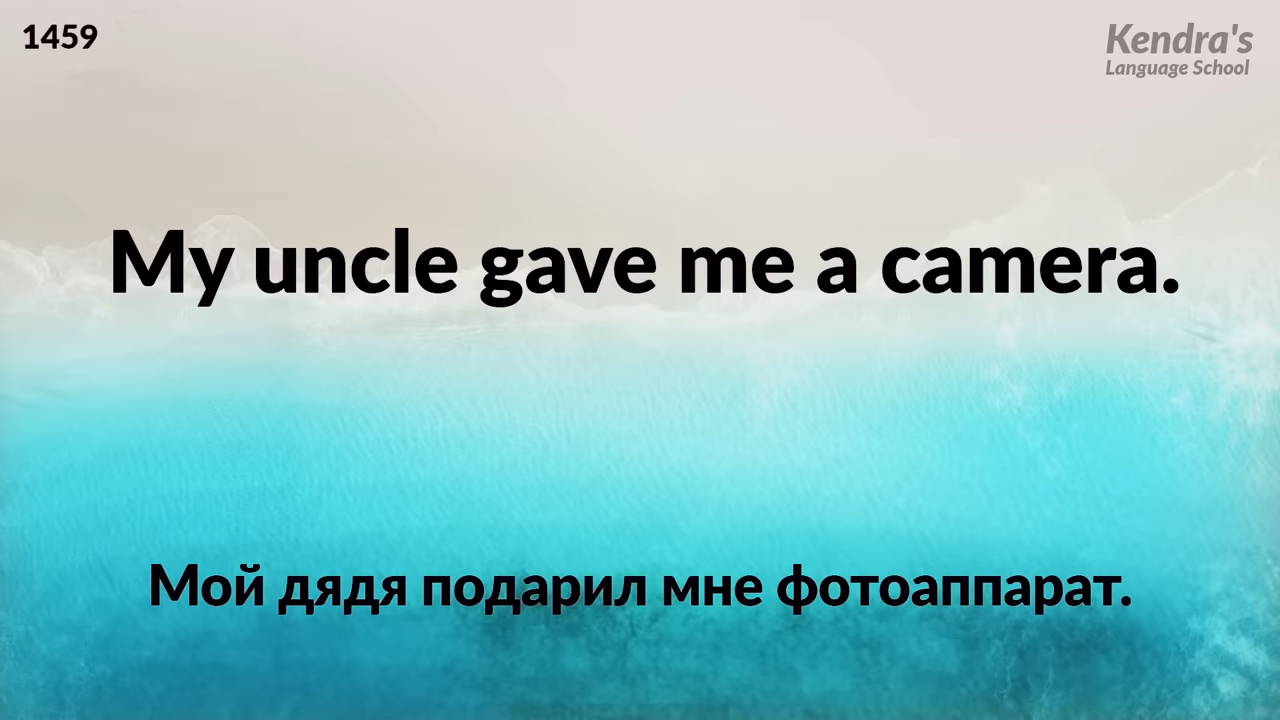 1459
Kendra's
Language School
My uncle gave me a camera.
Мой дядя подарил мне фотоаппарат.